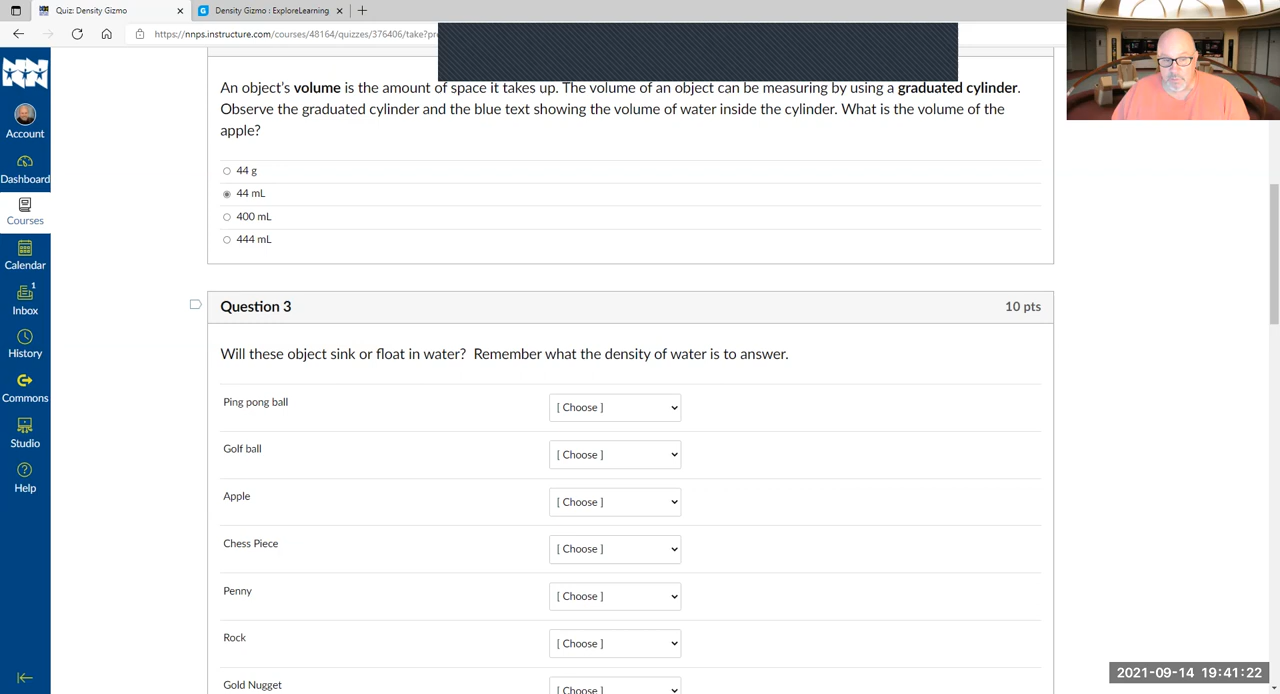 Quiz: Density Gizmo
Density Gizmo : ExploreLearning
https://nnps.instructure.com/courses/48164/quizzes/376406/take?pr
NN
Account
Dashboard
Courses
Calendar
1
Inbox
History
Commons
Studio
Help
An object's volume is the amount of space it takes up. The volume of an object can be measuring by using a graduated cylinder.
Observe the graduated cylinder and the blue text showing the volume of water inside the cylinder. What is the volume of the
apple?
44 g
44 mL
400 mL
444 mL
Question 3 10 pts
Will these object sink or float in water? Remember what the density of water is to answer.
Ping pong ball [ Choose ]
Golf ball [ Choose ]
Apple [ Choose ]
Chess Piece [ Choose ]
Penny [ Choose ]
Rock [ Choose ]
Gold Nugget [ Choose ]
2021-09-14 19:41:22